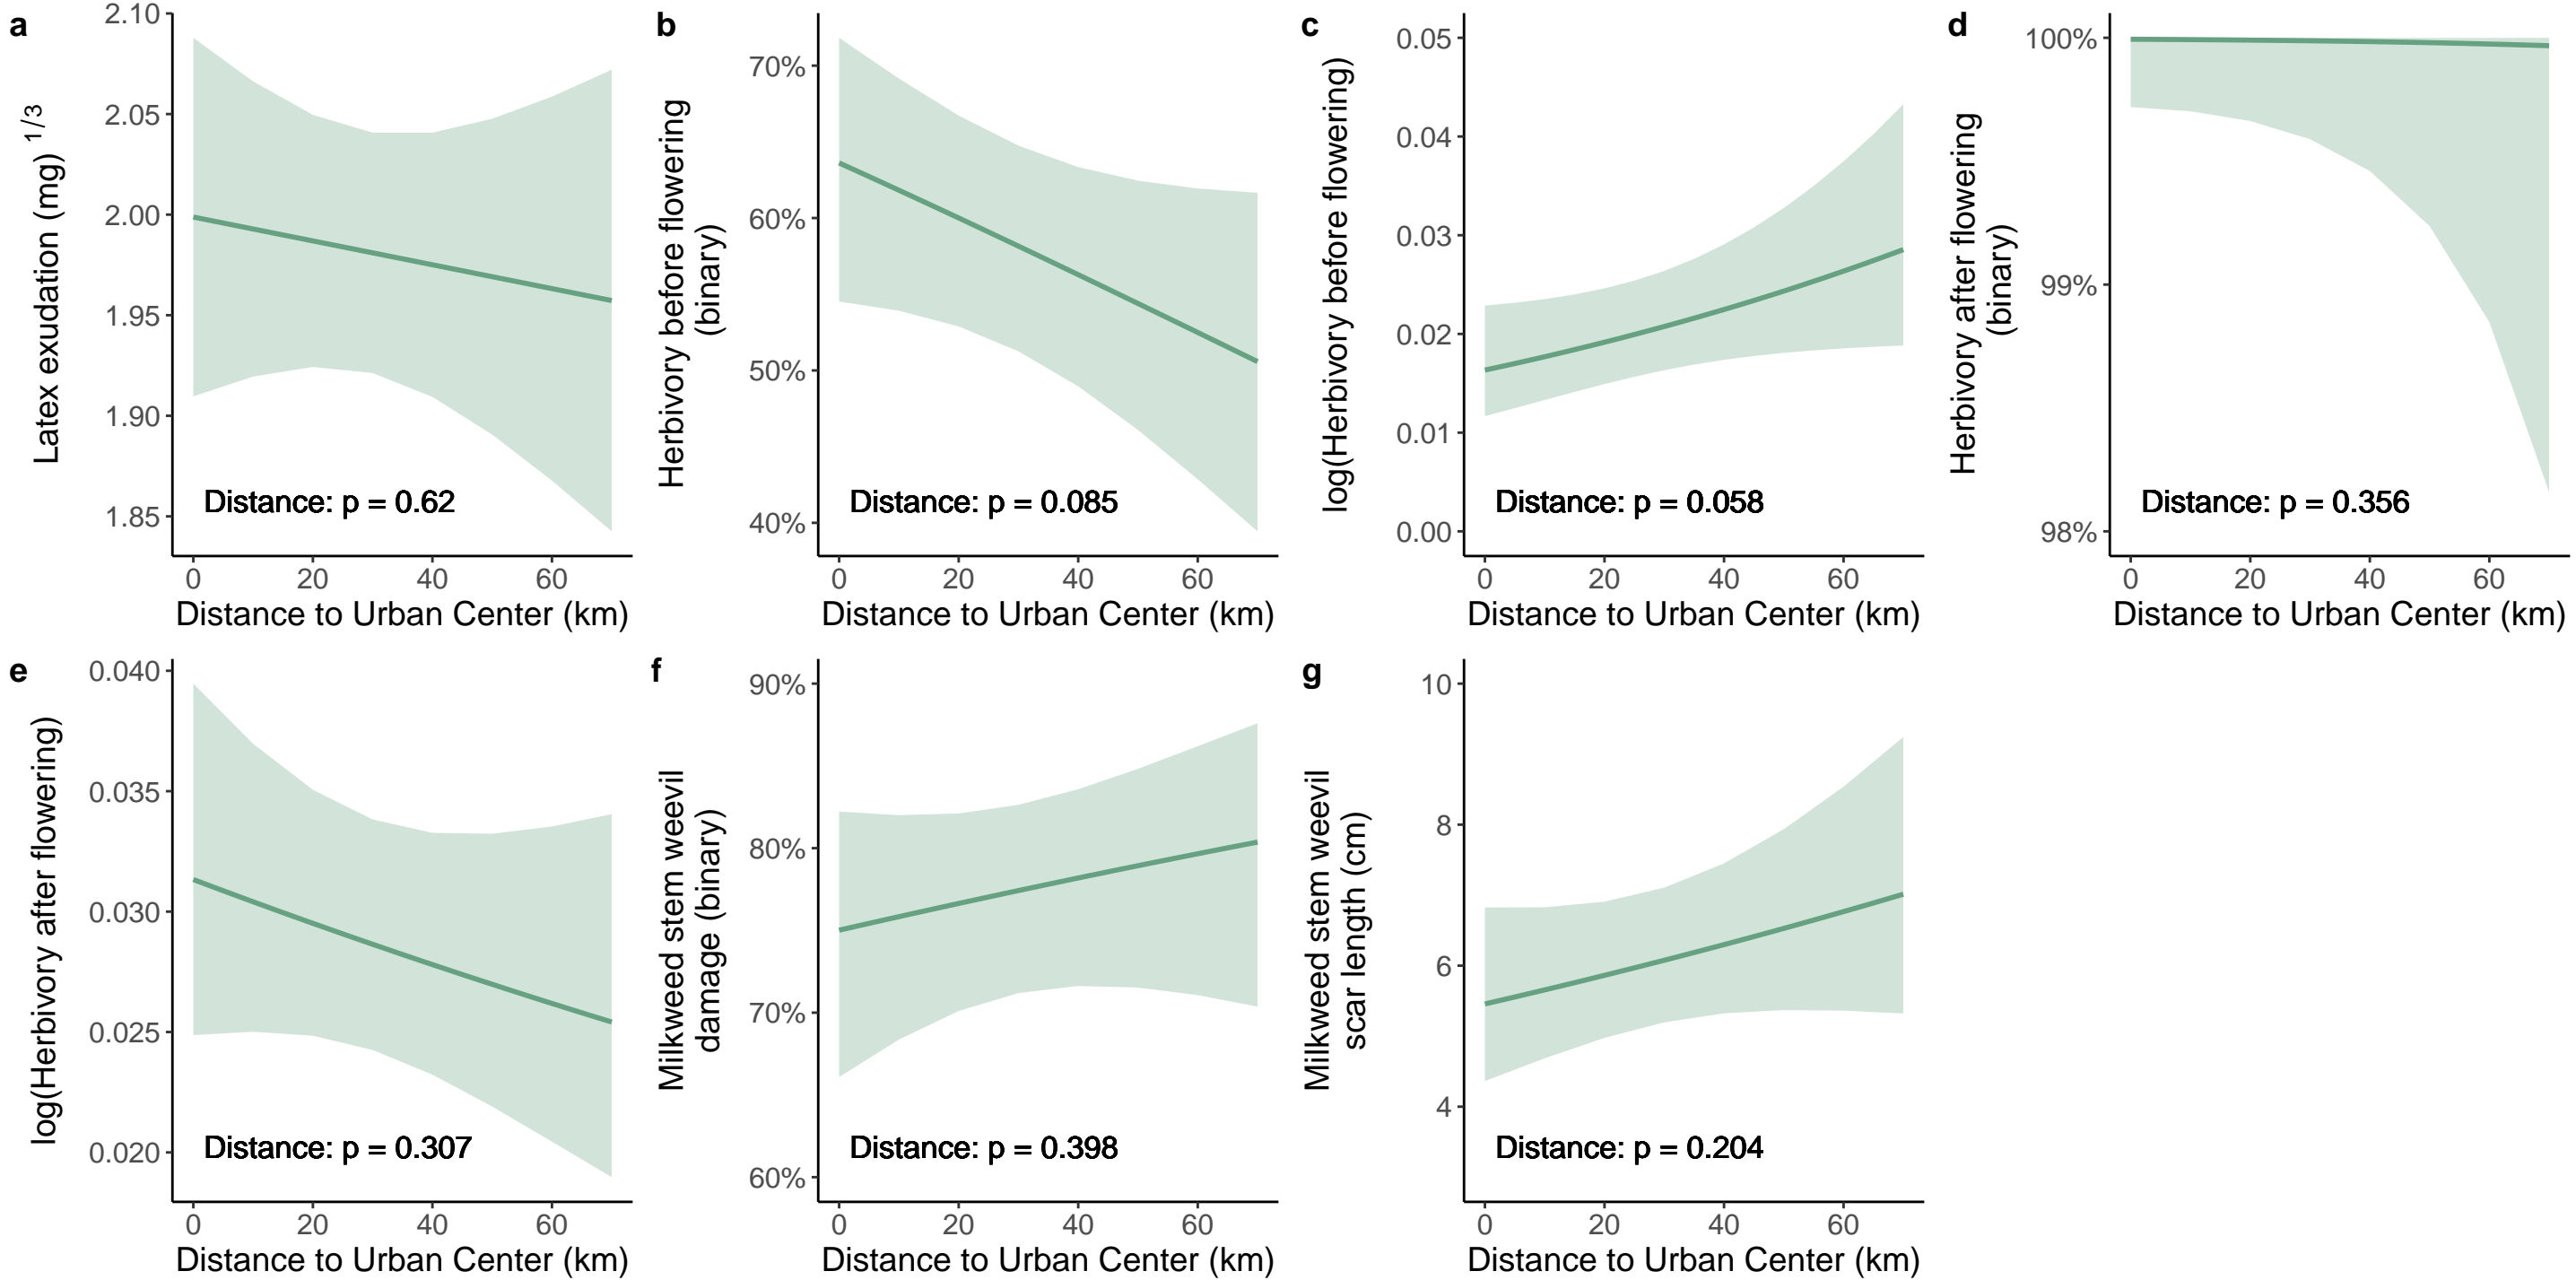 a
Latex exudation (mg) 1/3
2.10
2.05
2.00
1.95
1.90
1.85
Distance: p = 0.62
0 20 40 60
Distance to Urban Center (km)
b
Herbivory before flowering
(binary)
70%
60%
50%
40%
Distance: p = 0.085
0 20 40 60
Distance to Urban Center (km)
c
log(Herbivory before flowering)
0.05
0.04
0.03
0.02
0.01
0.00
Distance: p = 0.058
0 20 40 60
Distance to Urban Center (km)
d
Herbivory after flowering
(binary)
100%
99%
98%
Distance: p = 0.356
0 20 40 60
Distance to Urban Center (km)
e
log(Herbivory after flowering)
0.040
0.035
0.030
0.025
0.020
Distance: p = 0.307
0 20 40 60
Distance to Urban Center (km)
f
Milkweed stem weevil
damage (binary)
90%
80%
70%
60%
Distance: p = 0.398
0 20 40 60
Distance to Urban Center (km)
g
Milkweed stem weevil
scar length (cm)
10
8
6
4
Distance: p = 0.204
0 20 40 60
Distance to Urban Center (km)